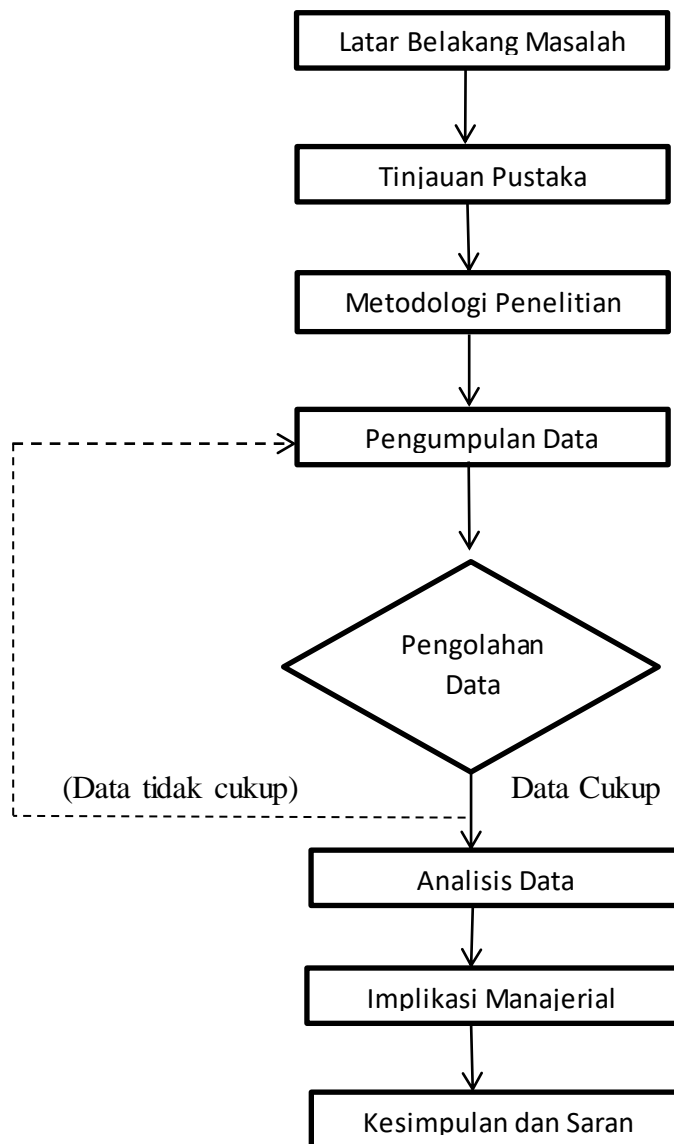 Latar Belakang Masalah
Tinjauan Pustaka
Metodologi Penelitian
Pengumpulan Data
Pengolahan
Data
(Data tidak cukup)
Data Cukup
Analisis Data
Implikasi Manajerial
Kesimpulan dan Saran